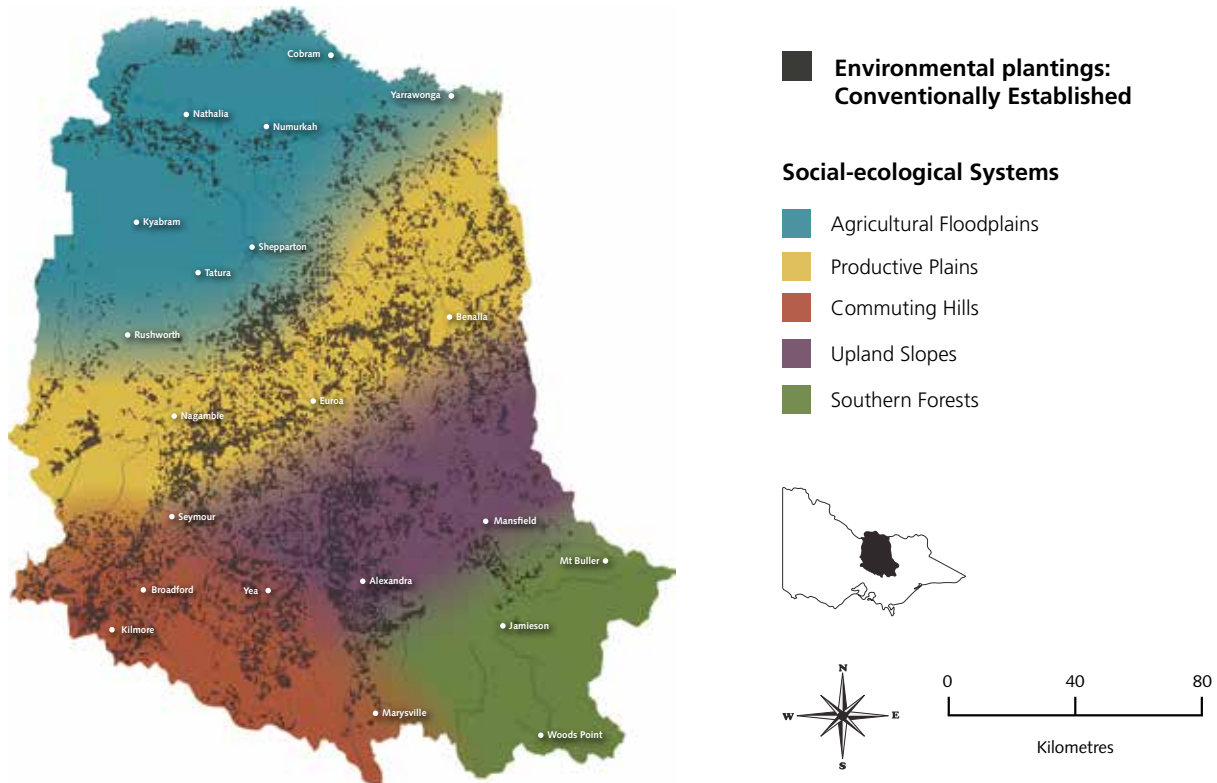 Cobram
Yarrawonga
Nathalia
Numurkah
Kyabram
Shepparton
Tatura
Rushworth
Benalla
Euroa
Nagambie
Seymour
Mansfield
Mt Buller
Alexandra
Broadford
Yea
Kilmore
Jamieson
Marysville
Woods Point
Environmental plantings:
Conventionally Established
Social-ecological Systems
Agricultural Floodplains
Productive Plains
Commuting Hills
Upland Slopes
Southern Forests
N
W
E
S
0 40 80
Kilometres